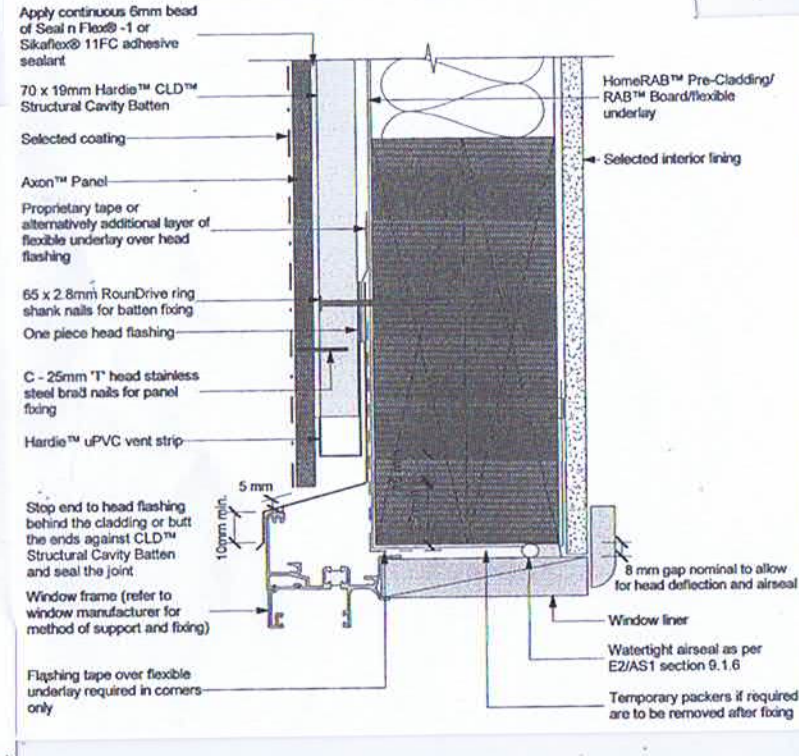 Apply continuous 6mm bead
of Seal n Flex® -1 or
Sikaflex® 11FC adhesive
sealant
70 x 19mm Hardie™ CLD™
Structural Cavity Batten
Selected coating
Axon™ Panel
Proprietary tape or
alternatively additional layer of
flexible underlay over head
flashing
65 x 2.8mm RounDrive ring
shank nails for batten fixing
One piece head flashing
C - 25mm 'T' head stainless
steel brad nails for panel
fixing
Hardie™ uPVC vent strip
5 mm
10mm min.
Stop end to head flashing
behind the cladding or butt
the ends against CLD™
Structural Cavity Batten
and seal the joint
Window frame (refer to
window manufacturer for
method of support and fixing)
Flashing tape over flexible
underlay required in corners
only
HomeRAB™ Pre-Cladding/
RAB™ Board/flexible
underlay
Selected interior lining
8 mm gap nominal to allow
for head deflection and airseal
Window liner
Watertight airseal as per
E2/AS1 section 9.1.6
Temporary packers if required
are to be removed after fixing